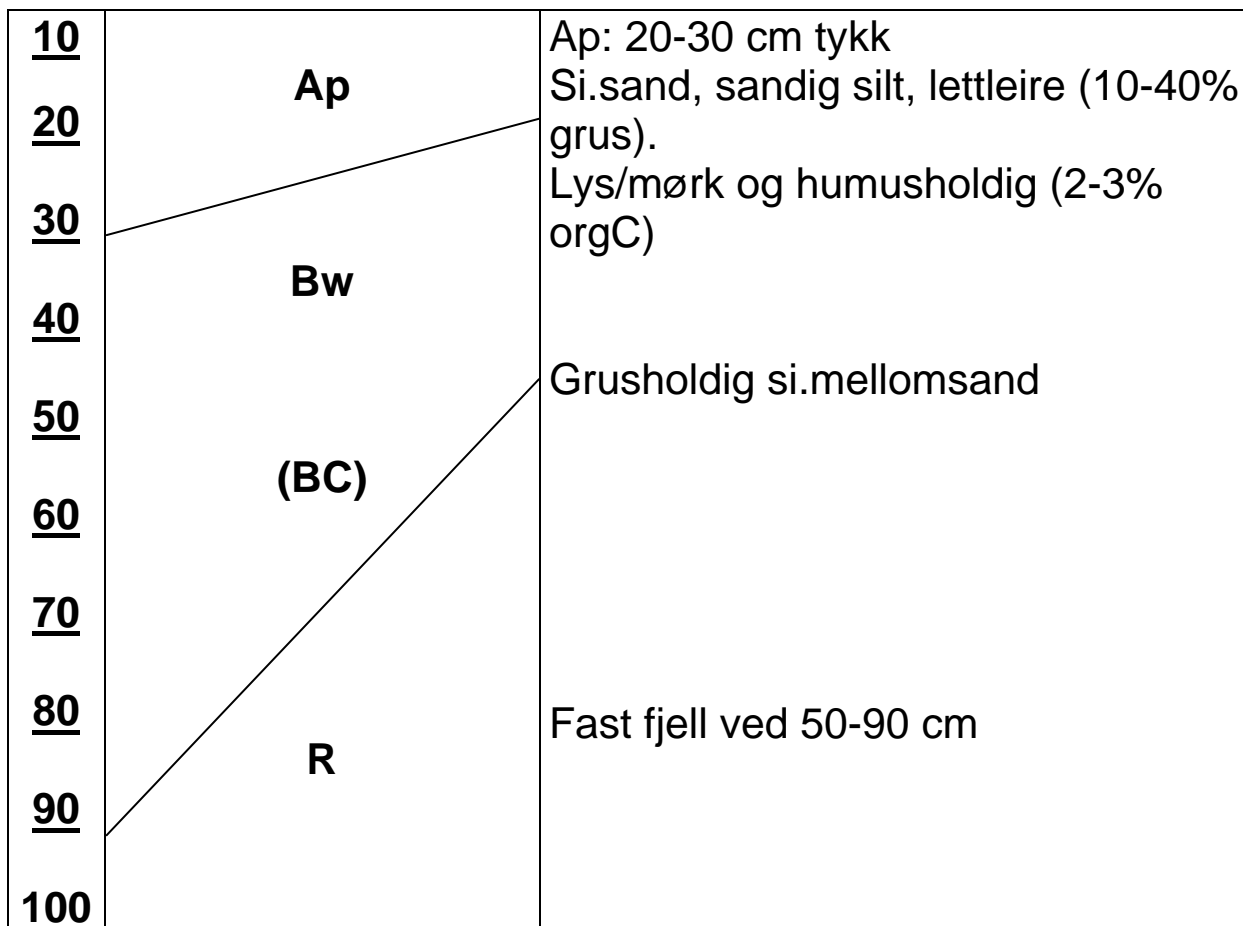 10
20
30
40
50
60
70
80
90
100
Ap
Bw
(BC)
R
Ap: 20-30 cm tykk
Si.sand, sandig silt, lettleire (10-40%
grus).
Lys/mørk og humusholdig (2-3%
orgC)
Grusholdig si.mellomsand
Fast fjell ved 50-90 cm